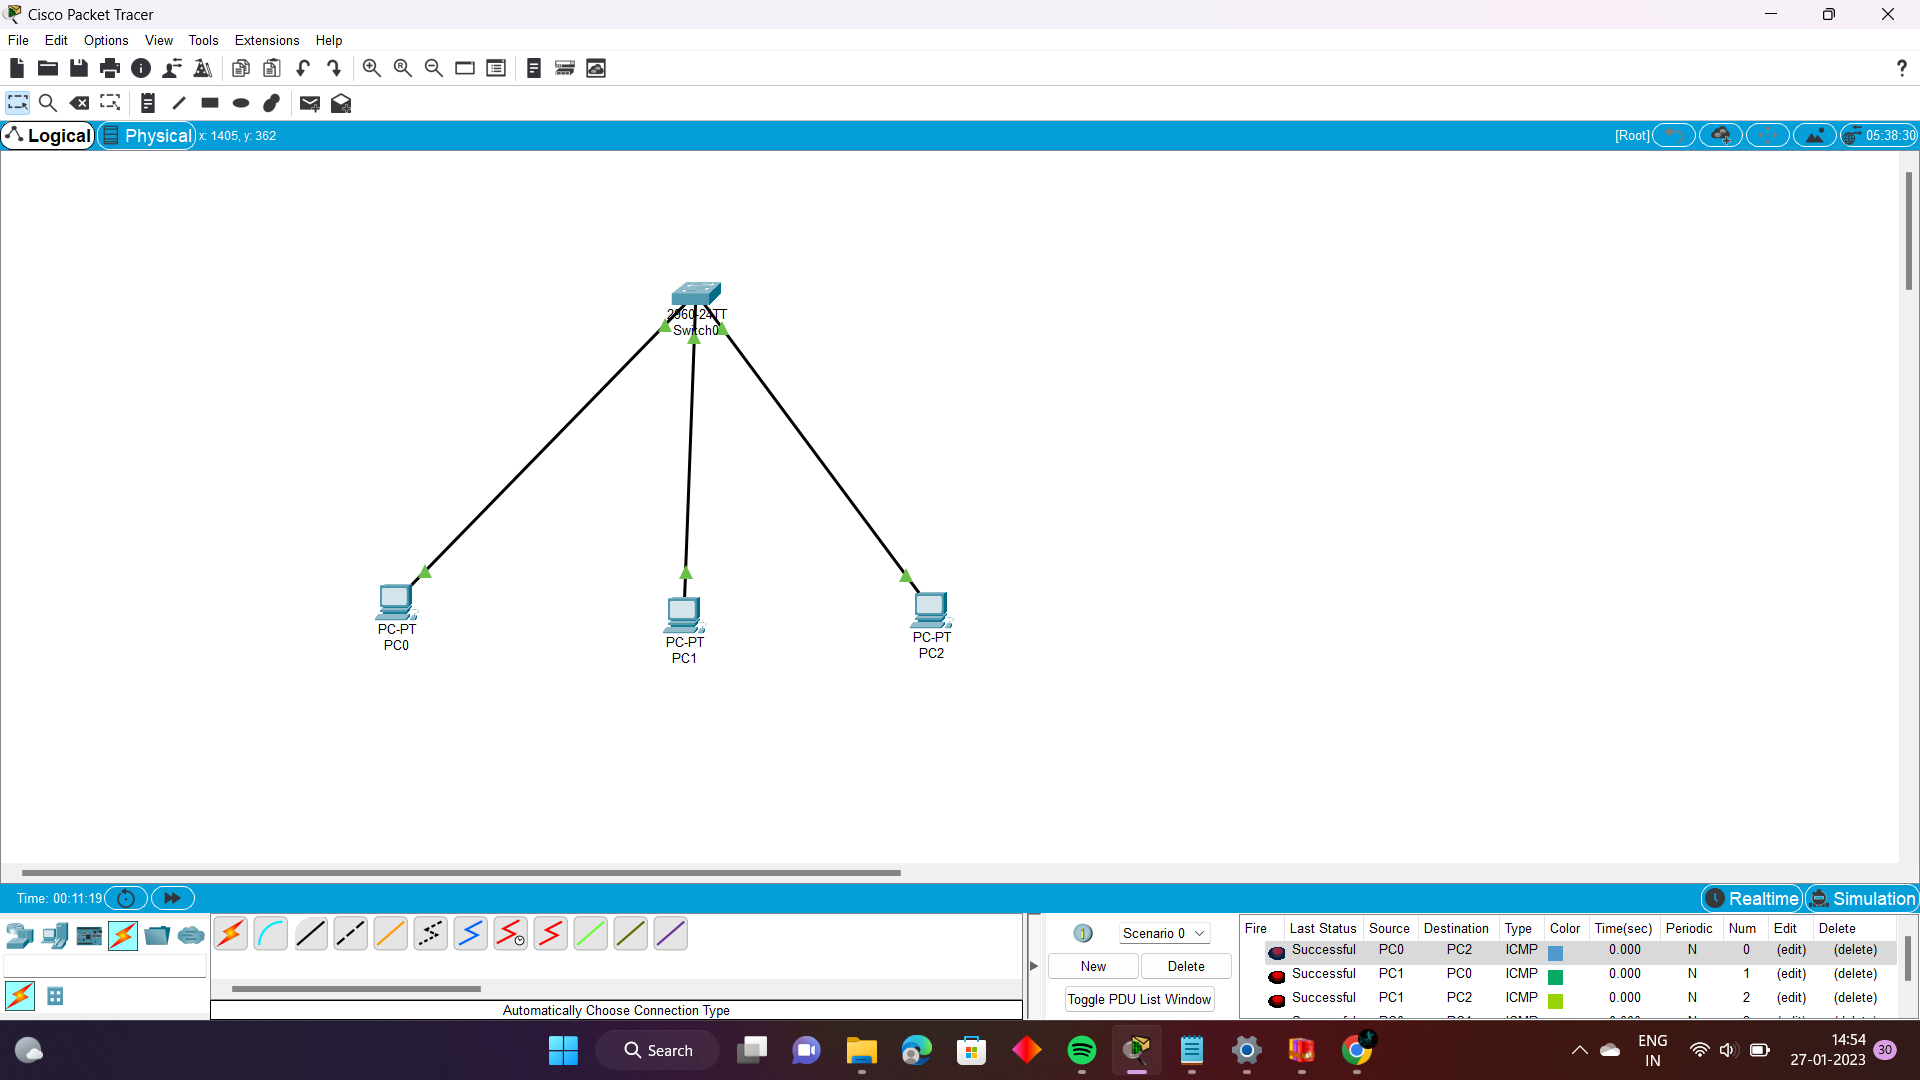 Cisco Packet Tracer
File Edit Options View Tools Extensions Help
?
Logical Physical x: 1405, y: 362 [Root] 05:38:30
2960-24TT
Switch0
PC-PT
PC0
PC-PT
PC1
PC-PT
PC2
Time: 00:11:19 Realtime Simulation
Scenario 0
New Delete
Toggle PDU List Window
Fire Last Status Source Destination Type Color Time(sec) Periodic Num Edit Delete
Successful PC0 PC2 ICMP 0.000 N 0 (edit) (delete)
Successful PC1 PC0 ICMP 0.000 N 1 (edit) (delete)
Successful PC1 PC2 ICMP 0.000 N 2 (edit) (delete)
Automatically Choose Connection Type
Search
ENG
IN
14:54
27-01-2023
30